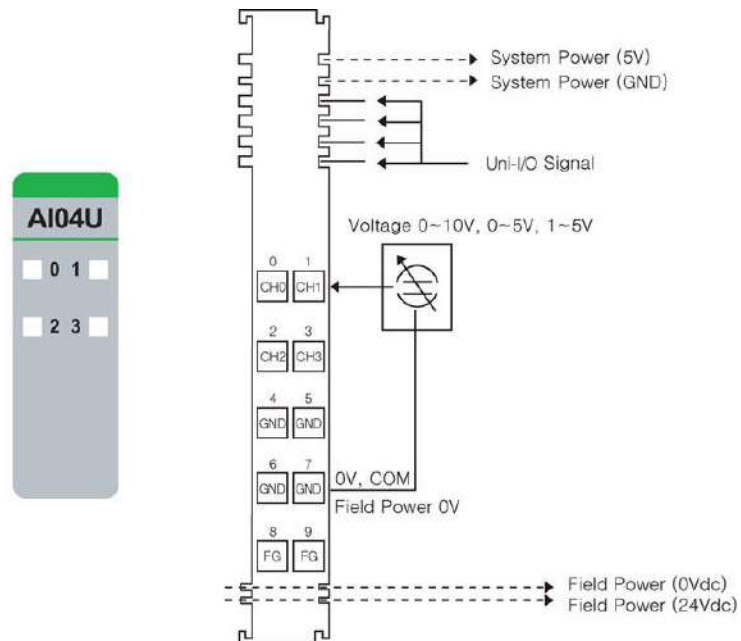 System Power (5V)
System Power (GND)
Uni-I/O Signal
AI04U
0 1
2 3
Voltage 0~10V, 0~5V, 1~5V
0 1
CH0 CH1
2 3
CH2 CH3
4 5
GND GND
6 7
GND GND
0V, COM
Field Power 0V
8 9
FG FG
Field Power (0Vdc)
Field Power (24Vdc)